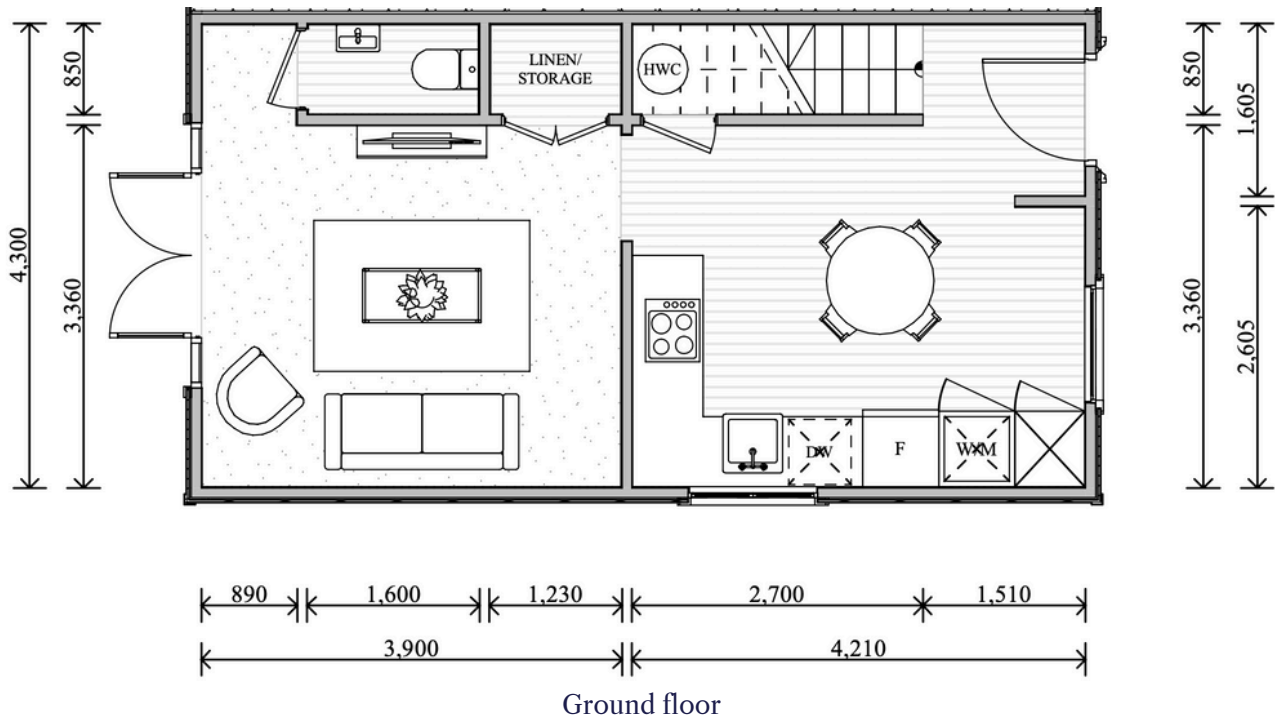 LINEN/
STORAGE
HWC
850
3,360
4,300
850
1,605
3,360
2,605
DW
F
WM
890
1,600
1,230
2,700
1,510
3,900
4,210
Ground floor